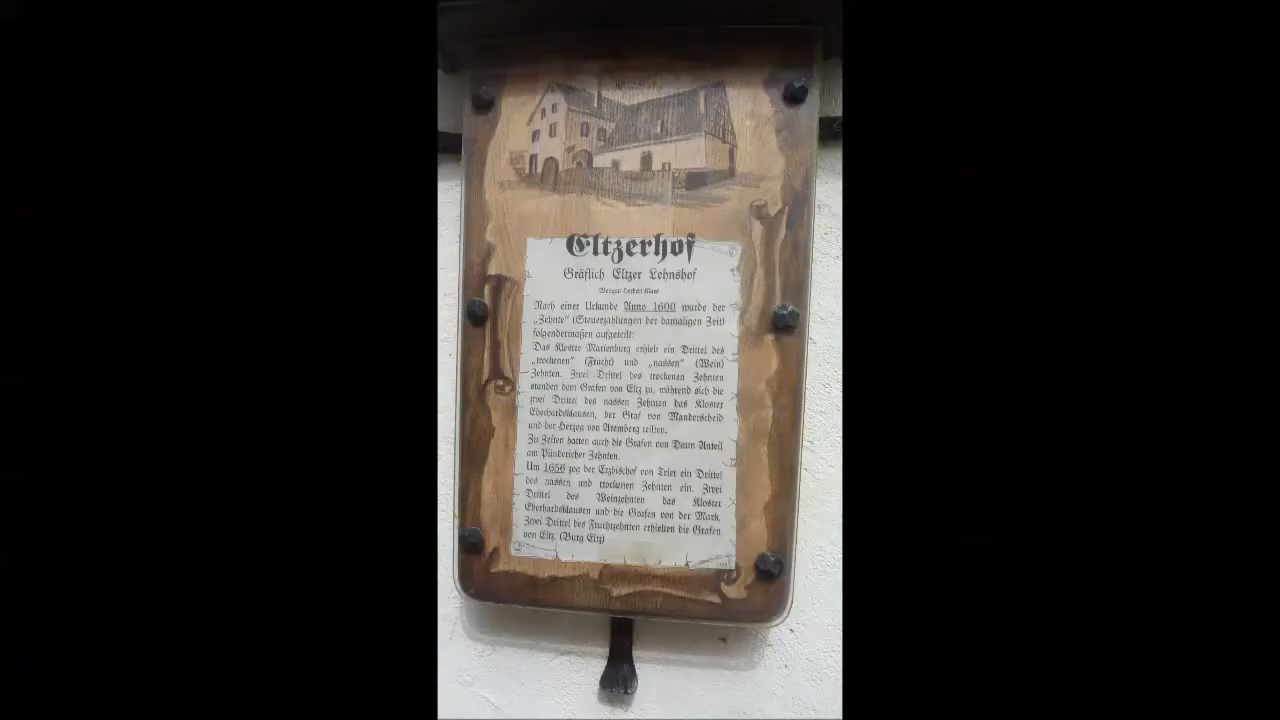 Eltzerhof
Gräflich Eltzer Lehnshof
Weingut Herbert Klaes
Nach einer Urkunde Anno 1600 wurde der
„Zehnte“ (Steuerzahlungen der damaligen Zeit)
folgendermaßen aufgeteilt:
Das Kloster Marienburg erhielt ein Drittel des
„trockenen“ (Frucht) und „nassen“ (Wein)
Zehnten. Zwei Drittel des trockenen Zehnten
standen dem Grafen von Eltz zu, während sich die
zwei Drittel des nassen Zehnten das Kloster
Eberhardsklausen, der Graf von Manderscheid
und der Herzog von Aremberg teilten.
Zu Zeiten hatten auch die Grafen von Daun Anteil
am Pündericher Zehnten.
Um 1656 zog der Erzbischof von Trier ein Drittel
des nassen und trockenen Zehnten ein. Zwei
Drittel des Weinzehnten das Kloster
Eberhardsklausen und die Grafen von der Mark.
Zwei Drittel des Fruchtzehnten erhielten die Grafen
von Eltz. (Burg Eltz)